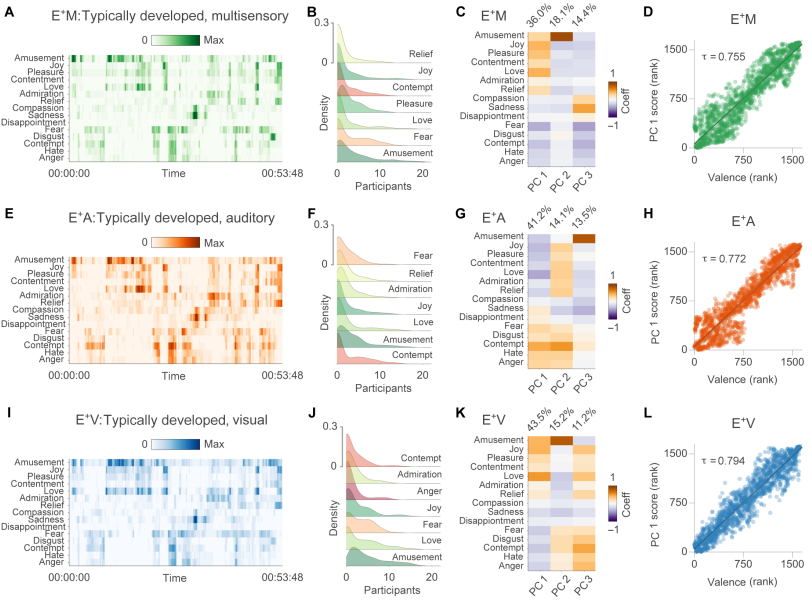 A
E+M:Typically developed, multisensory
0
Max
Amusement
Joy
Pleasure
Contentment
Love
Admiration
Relief
Compassion
Sadness
Disappointment
Fear
Disgust
Contempt
Hate
Anger
00:00:00
Time
00:53:48
B
0.3
0
Density
Relief
Joy
Contempt
Pleasure
Love
Fear
Amusement
0
10
20
Participants
C
E+M
36.0%
18.1%
14.4%
Amusement
Joy
Pleasure
Contentment
Love
Admiration
Relief
Compassion
Sadness
Disappointment
Fear
Disgust
Contempt
Hate
Anger
PC 1
PC 2
PC 3
1
Coeff
−1
D
E+M
τ = 0.755
PC 1 score (rank)
1500
750
0
0
750
1500
Valence (rank)
E
E+A:Typically developed, auditory
0
Max
Amusement
Joy
Pleasure
Contentment
Love
Admiration
Relief
Compassion
Sadness
Disappointment
Fear
Disgust
Contempt
Hate
Anger
00:00:00
Time
00:53:48
F
0.3
0
Density
Fear
Relief
Admiration
Joy
Love
Amusement
Contempt
0
10
20
Participants
G
E+A
41.2%
14.1%
13.5%
Amusement
Joy
Pleasure
Contentment
Love
Admiration
Relief
Compassion
Sadness
Disappointment
Fear
Disgust
Contempt
Hate
Anger
PC 1
PC 2
PC 3
1
Coeff
−1
H
E+A
τ = 0.772
PC 1 score (rank)
1500
750
0
0
750
1500
Valence (rank)
I
E+V:Typically developed, visual
0
Max
Amusement
Joy
Pleasure
Contentment
Love
Admiration
Relief
Compassion
Sadness
Disappointment
Fear
Disgust
Contempt
Hate
Anger
00:00:00
Time
00:53:48
J
0.3
0
Density
Contempt
Admiration
Anger
Joy
Fear
Love
Amusement
0
10
20
Participants
K
E+V
43.5%
15.2%
11.2%
Amusement
Joy
Pleasure
Contentment
Love
Admiration
Relief
Compassion
Sadness
Disappointment
Fear
Disgust
Contempt
Hate
Anger
PC 1
PC 2
PC 3
1
Coeff
−1
L
E+V
τ = 0.794
PC 1 score (rank)
1500
750
0
0
750
1500
Valence (rank)